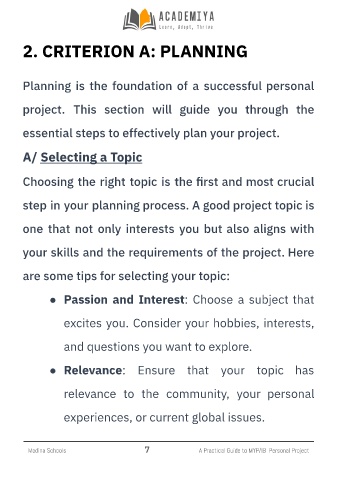 ACADEMIYA
Learn, Adapt, Thrive
2. CRITERION A: PLANNING
Planning is the foundation of a successful personal
project. This section will guide you through the
essential steps to effectively plan your project.
A/ Selecting a Topic
Choosing the right topic is the first and most crucial
step in your planning process. A good project topic is
one that not only interests you but also aligns with
your skills and the requirements of the project. Here
are some tips for selecting your topic:
● Passion and Interest: Choose a subject that
excites you. Consider your hobbies, interests,
and questions you want to explore.
● Relevance: Ensure that your topic has
relevance to the community, your personal
experiences, or current global issues.
Madina Schools 7 A Practical Guide to MYP/IB Personal Project